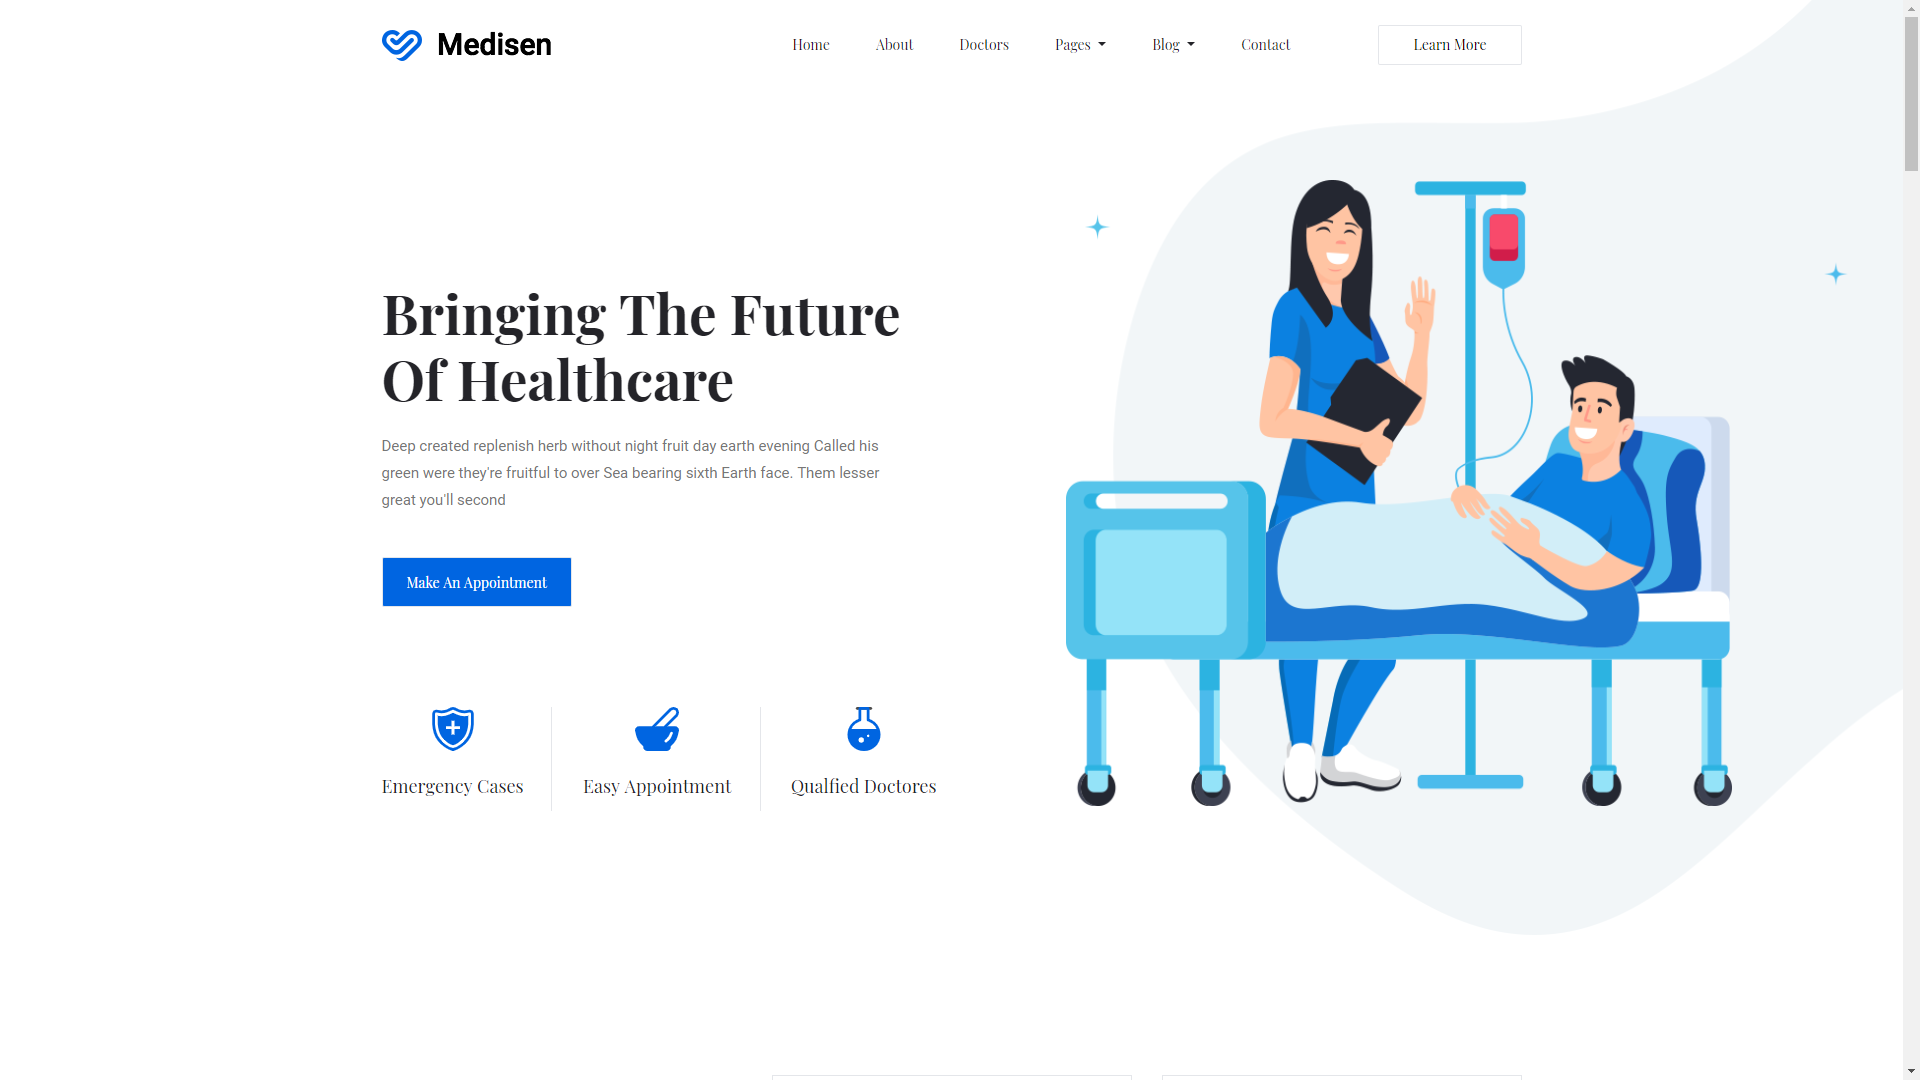 Medisen
Home
About
Doctors
Pages
Blog
Contact
Learn More
Bringing The Future
Of Healthcare
Deep created replenish herb without night fruit day earth evening Called his
green were they're fruitful to over Sea bearing sixth Earth face. Them lesser
great you'll second
Make An Appointment
Emergency Cases
Easy Appointment
Qualfied Doctores